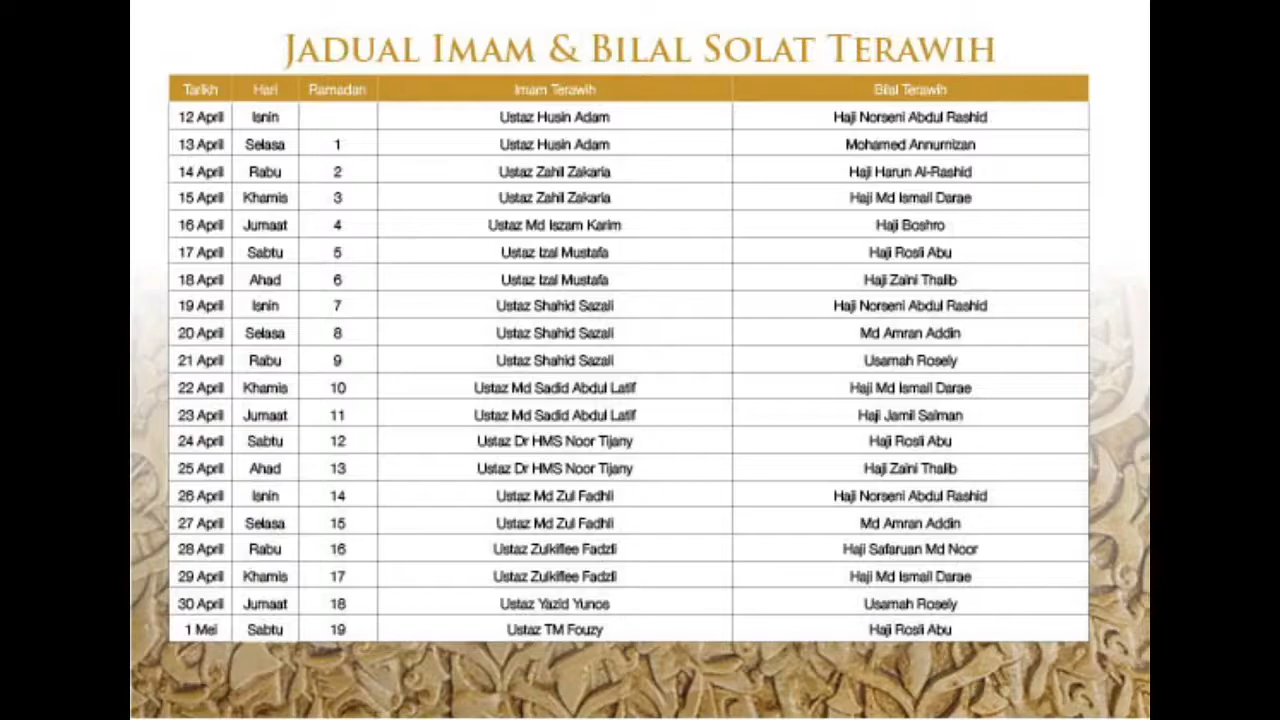 JADUAL IMAM & BILAL SOLAT TERAWIH
Tarikh Hari Ramadan Imam Terawih Bilal Terawih
12 April Isnin Ustaz Husin Adam Haji Norseni Abdul Rashid
13 April Selasa 1 Ustaz Husin Adam Mohamed Annurnizan
14 April Rabu 2 Ustaz Zahil Zakaria Haji Harun Al-Rashid
15 April Khamis 3 Ustaz Zahil Zakaria Haji Md Ismail Darae
16 April Jumaat 4 Ustaz Md Iszam Karim Haji Boshro
17 April Sabtu 5 Ustaz Izal Mustafa Haji Rosli Abu
18 April Ahad 6 Ustaz Izal Mustafa Haji Zaini Thalib
19 April Isnin 7 Ustaz Shahid Sazali Haji Norseni Abdul Rashid
20 April Selasa 8 Ustaz Shahid Sazali Md Amran Addin
21 April Rabu 9 Ustaz Shahid Sazali Usamah Rosely
22 April Khamis 10 Ustaz Md Sadid Abdul Latif Haji Md Ismail Darae
23 April Jumaat 11 Ustaz Md Sadid Abdul Latif Haji Jamil Salman
24 April Sabtu 12 Ustaz Dr HMS Noor Tijany Haji Rosli Abu
25 April Ahad 13 Ustaz Dr HMS Noor Tijany Haji Zaini Thalib
26 April Isnin 14 Ustaz Md Zul Fadhli Haji Norseni Abdul Rashid
27 April Selasa 15 Ustaz Md Zul Fadhli Md Amran Addin
28 April Rabu 16 Ustaz Zulkiflee Fadzli Haji Safaruan Md Noor
29 April Khamis 17 Ustaz Zulkiflee Fadzli Haji Md Ismail Darae
30 April Jumaat 18 Ustaz Yazid Yunos Usamah Rosely
1 Mei Sabtu 19 Ustaz TM Fouzy Haji Rosli Abu